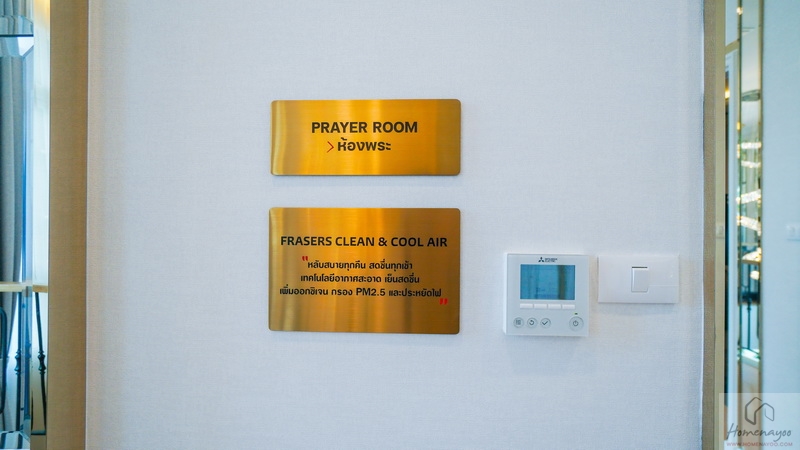 PRAYER ROOM
ห้องพระ
FRASERS CLEAN & COOL AIR
"หลับสบายทุกคืน สดชื่นทุกเช้า
เทคโนโลยีอากาศสะอาด เย็นสดชื่น
เพิ่มออกซิเจน กรอง PM2.5 และประหยัดไฟ"
Homenayoo
WWW.HOMENAYOO.COM